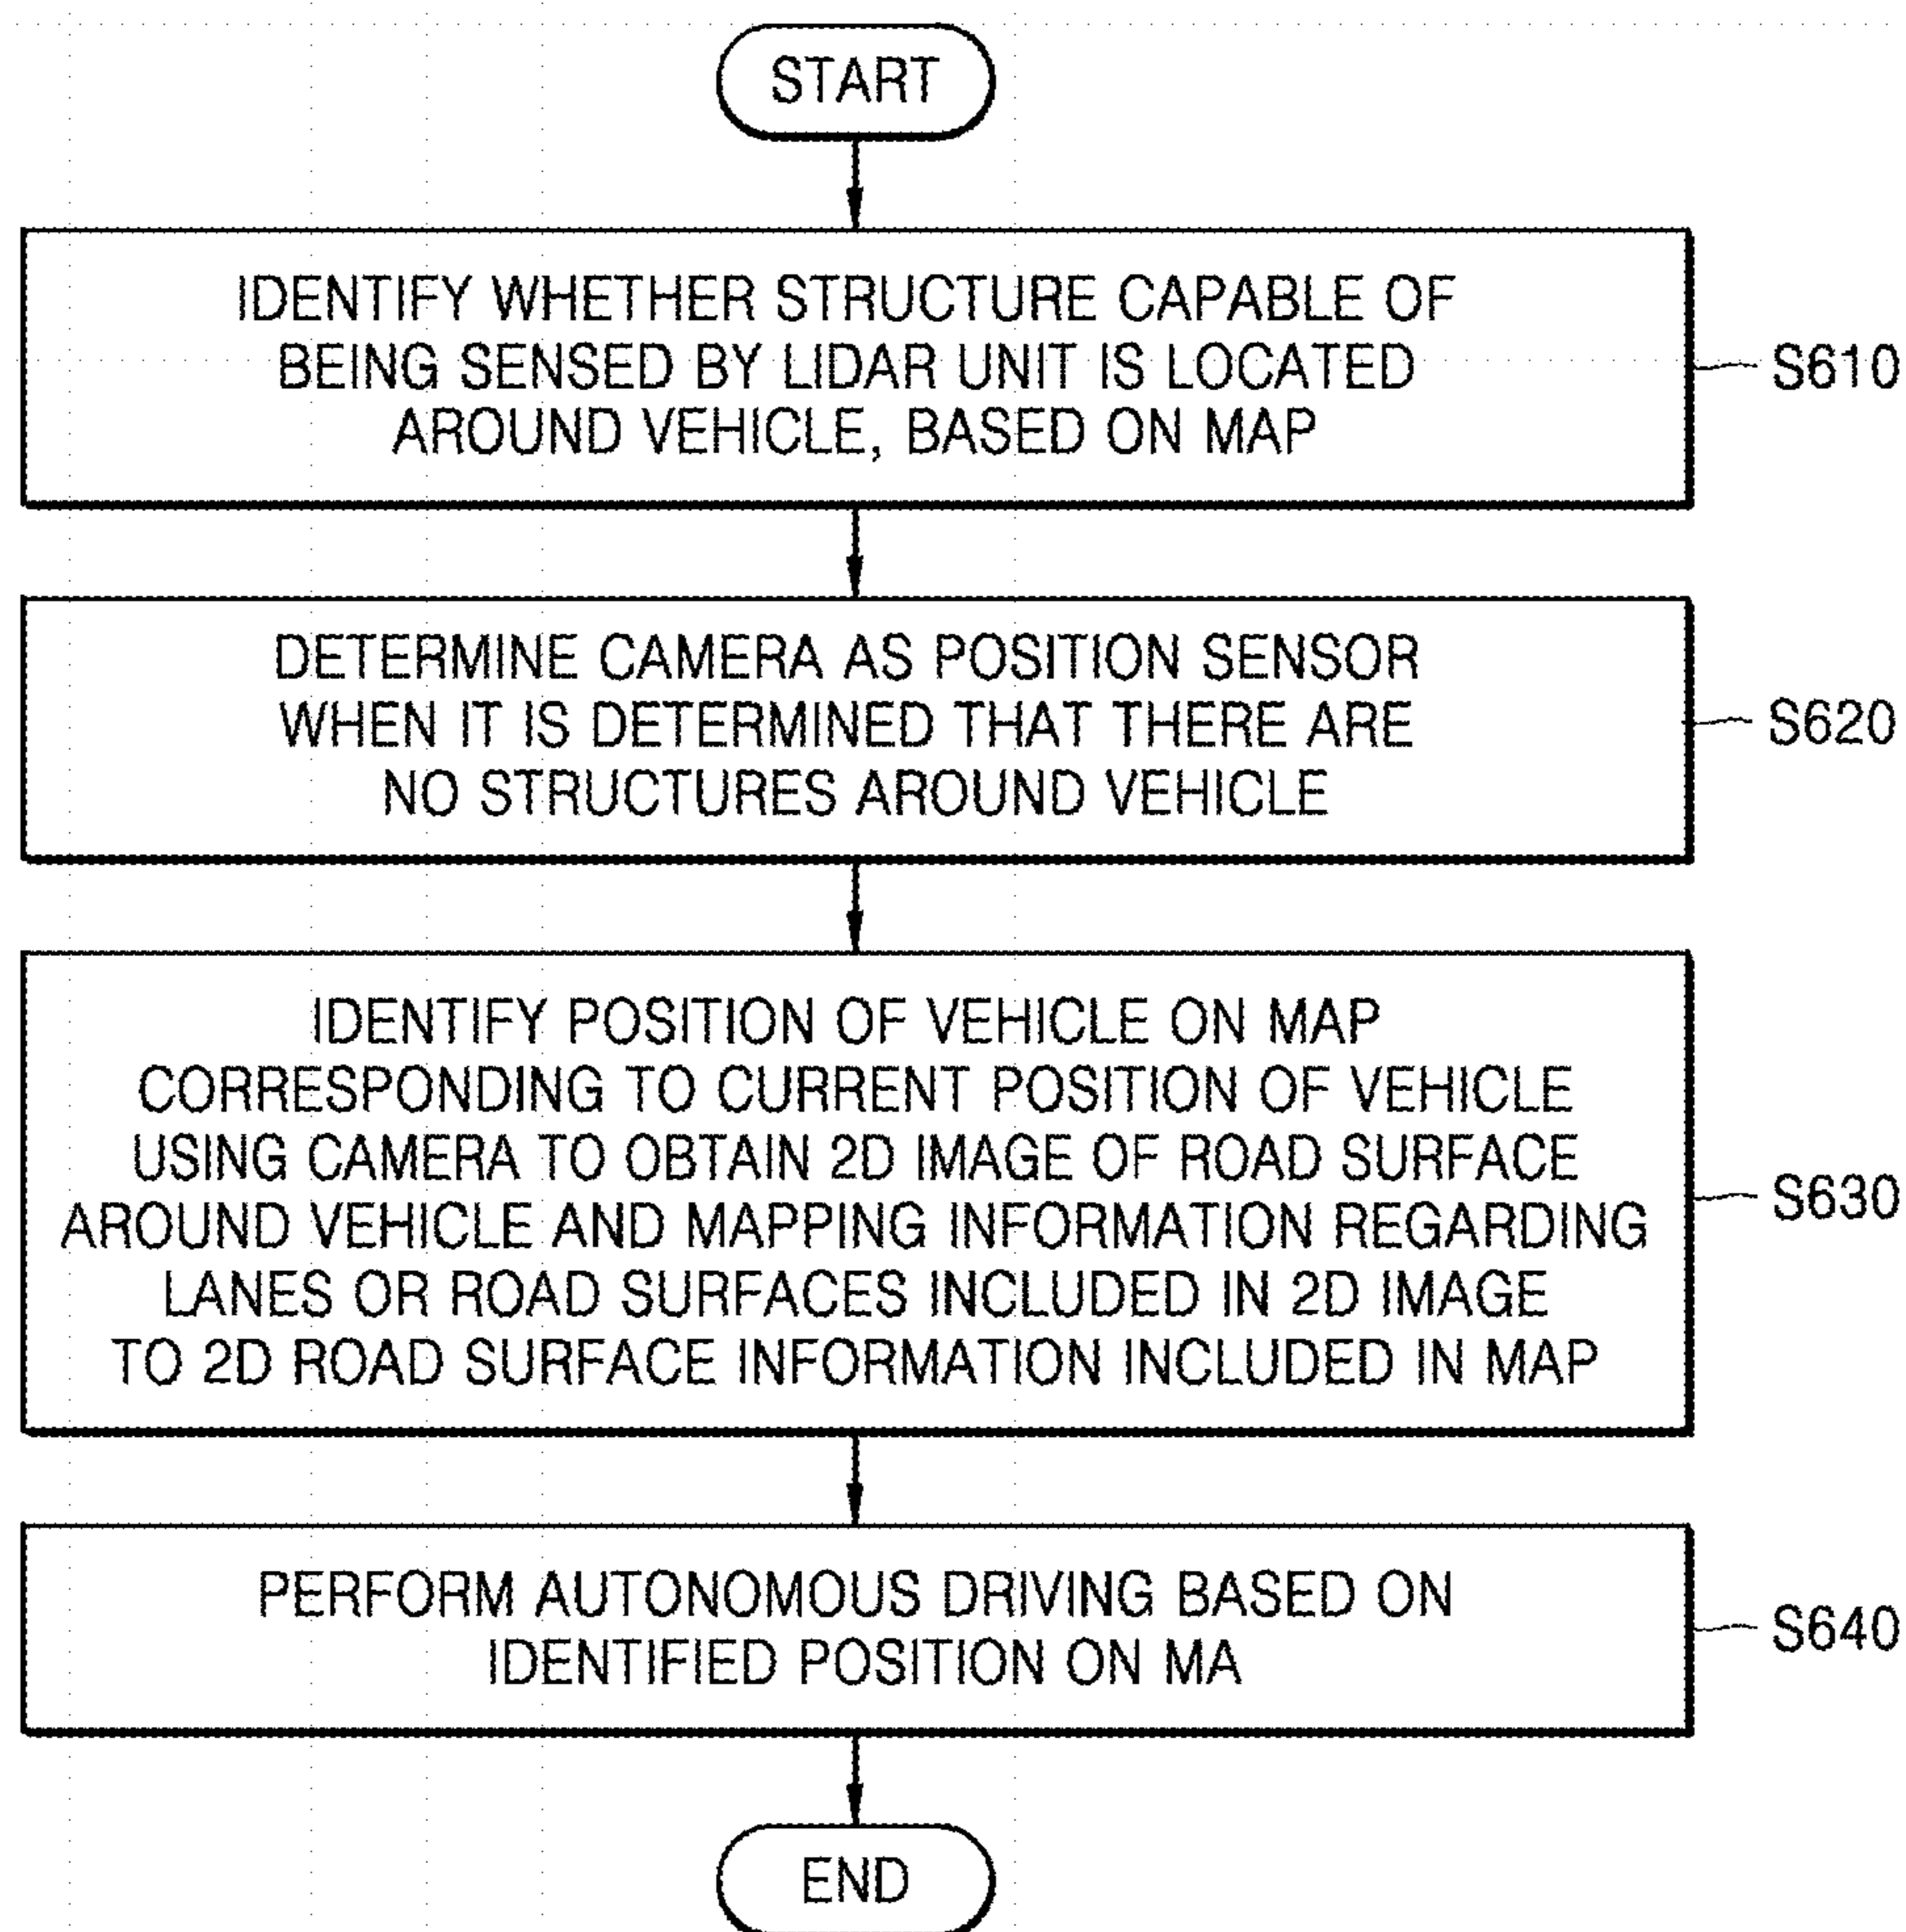 START
IDENTIFY WHETHER STRUCTURE CAPABLE OF
BEING SENSED BY LIDAR UNIT IS LOCATED
AROUND VEHICLE, BASED ON MAP
S610
DETERMINE CAMERA AS POSITION SENSOR
WHEN IT IS DETERMINED THAT THERE ARE
NO STRUCTURES AROUND VEHICLE
S620
IDENTIFY POSITION OF VEHICLE ON MAP
CORRESPONDING TO CURRENT POSITION OF VEHICLE
USING CAMERA TO OBTAIN 2D IMAGE OF ROAD SURFACE
AROUND VEHICLE AND MAPPING INFORMATION REGARDING
LANES OR ROAD SURFACES INCLUDED IN 2D IMAGE
TO 2D ROAD SURFACE INFORMATION INCLUDED IN MAP
S630
PERFORM AUTONOMOUS DRIVING BASED ON
IDENTIFIED POSITION ON MA
S640
END